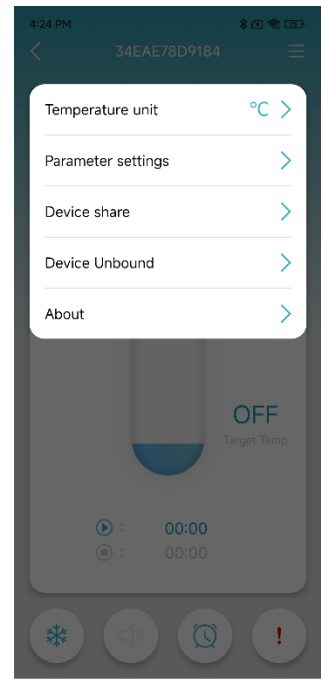 4:24 PM
34EAE78D9184
Temperature unit °C
Parameter settings
Device share
Device Unbound
About
OFF
Target Temp
: 00:00
: 00:00
!